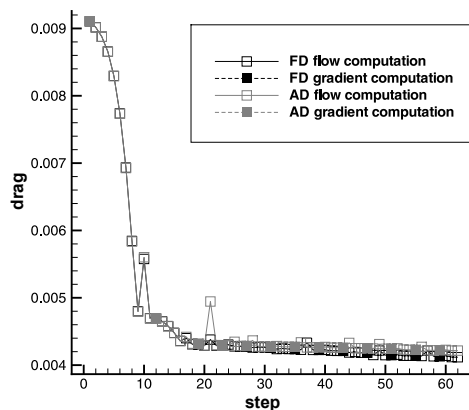 0.009
0.008
0.007
0.006
0.005
0.004
drag
0 10 20 30 40 50 60
step
FD flow computation
FD gradient computation
AD flow computation
AD gradient computation